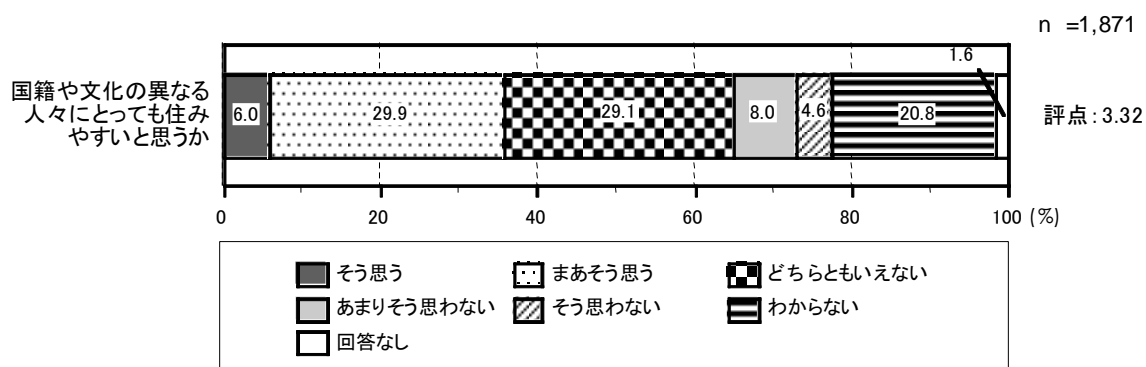 n =1,871
1.6
国籍や文化の異なる
人々にとっても住み
やすいと思うか
6.0 29.9 29.1 8.0 4.6 20.8
評点:3.32
0 20 40 60 80 100 (%)
そう思う まあそう思う どちらともいえない
あまりそう思わない そう思わない わからない
回答なし